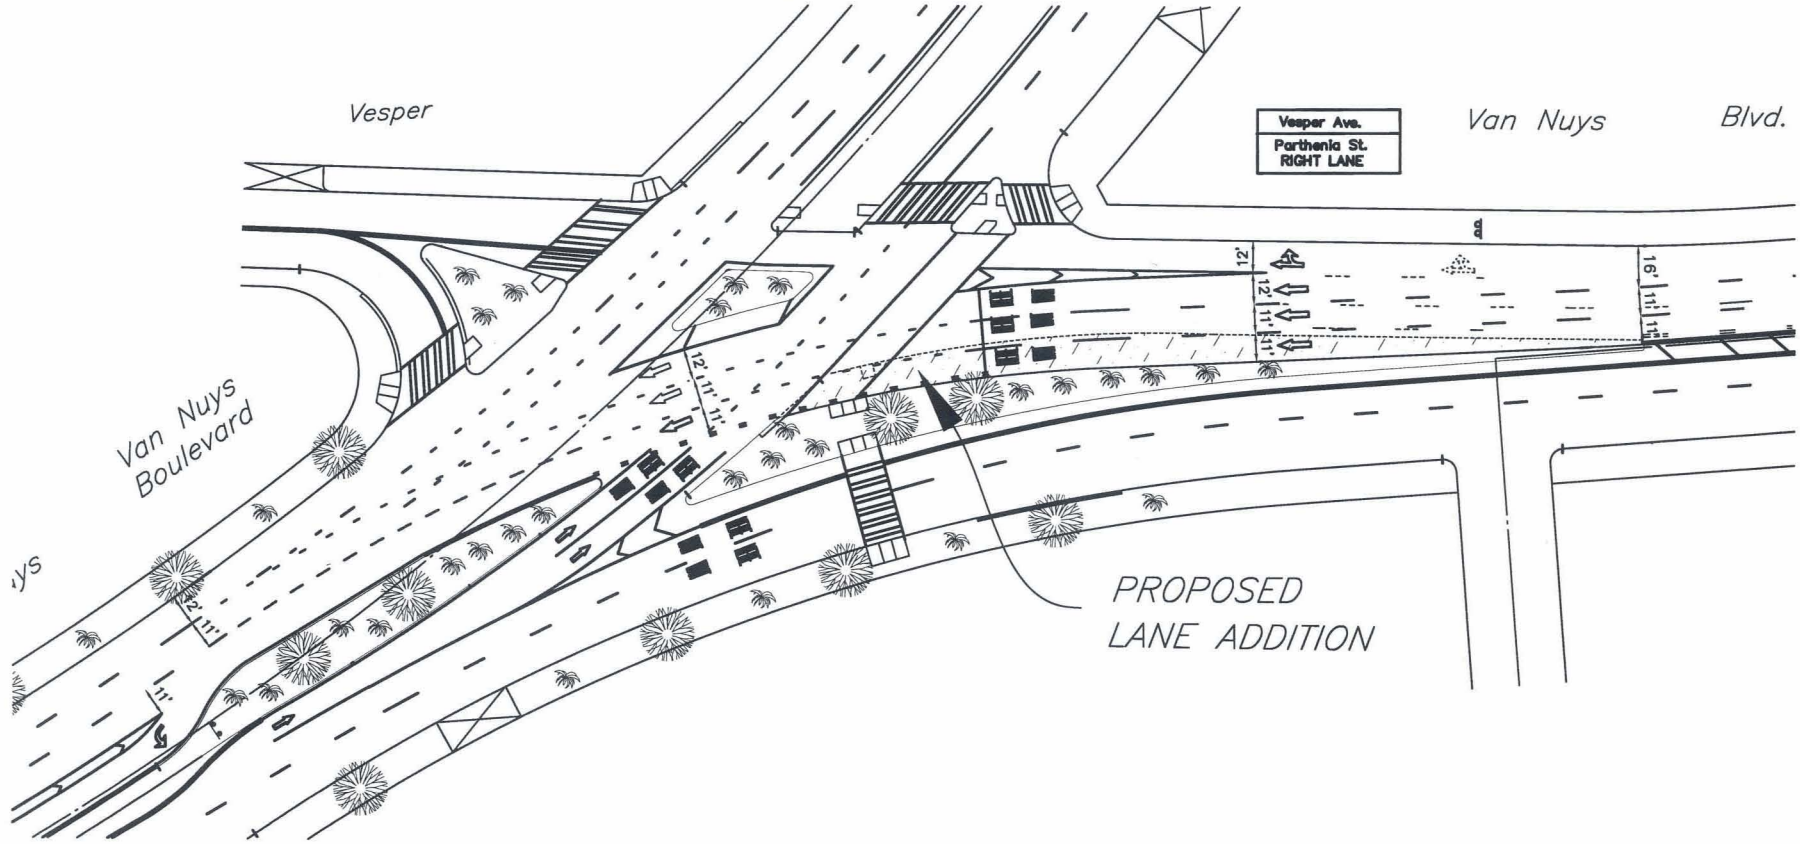 Vesper
Vesper Ave.
Parthenia St.
RIGHT LANE
Van Nuys
Blvd.
12'
16'
12'
11'
11'
11'
11'
12'
11'
11'
Van Nuys
Boulevard
ys
12'
11'
11'
PROPOSED
LANE ADDITION